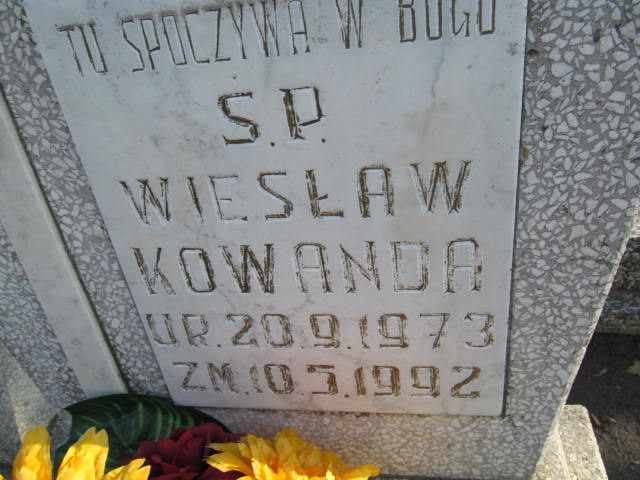 TU SPOCZYWA W BOGU
Ś.P.
WIESŁAW
KOWANDA
UR. 20.9.1973
ZM. 10.5.1992